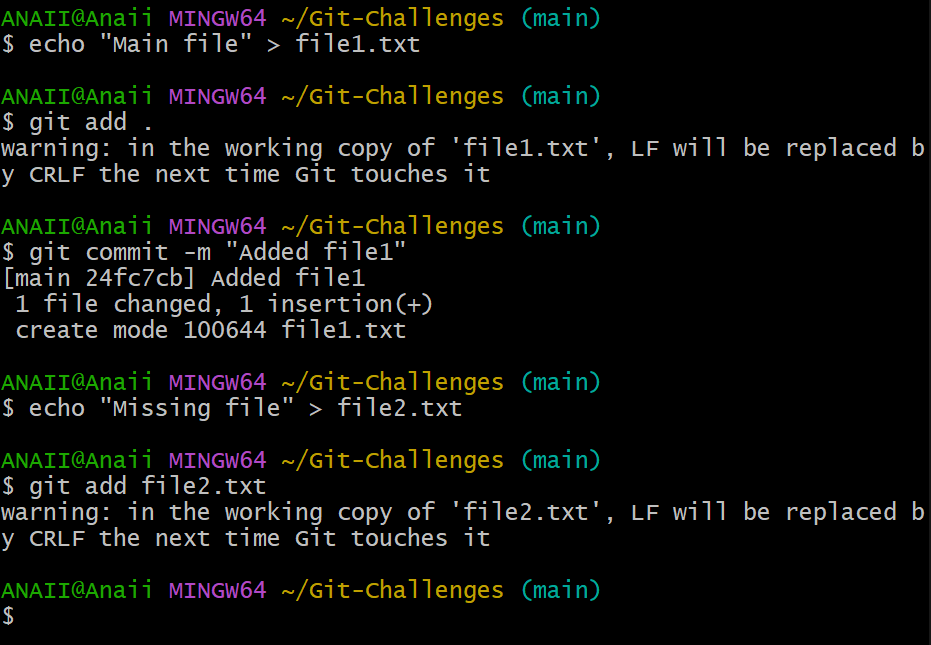 ANAII@Anaii MINGW64 ~/Git-Challenges (main)
$ echo "Main file" > file1.txt

ANAII@Anaii MINGW64 ~/Git-Challenges (main)
$ git add .
warning: in the working copy of 'file1.txt', LF will be replaced b
y CRLF the next time Git touches it

ANAII@Anaii MINGW64 ~/Git-Challenges (main)
$ git commit -m "Added file1"
[main 24fc7cb] Added file1
 1 file changed, 1 insertion(+)
 create mode 100644 file1.txt

ANAII@Anaii MINGW64 ~/Git-Challenges (main)
$ echo "Missing file" > file2.txt

ANAII@Anaii MINGW64 ~/Git-Challenges (main)
$ git add file2.txt
warning: in the working copy of 'file2.txt', LF will be replaced b
y CRLF the next time Git touches it

ANAII@Anaii MINGW64 ~/Git-Challenges (main)
$